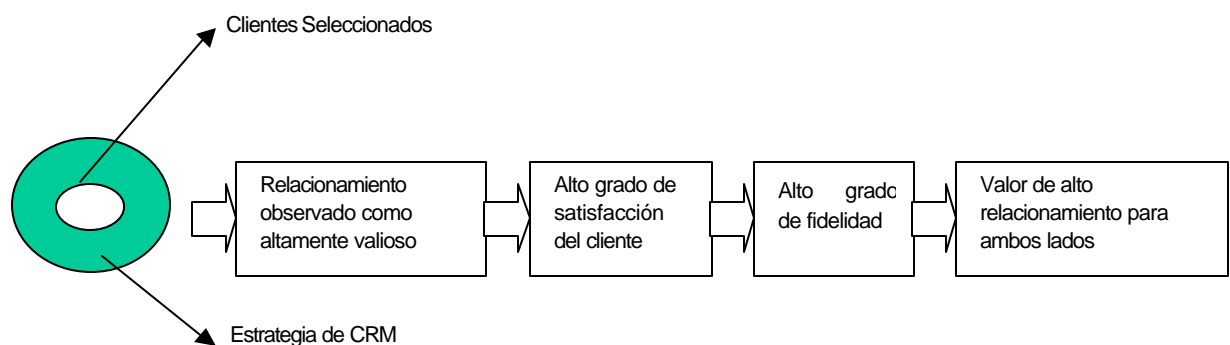 Clientes Seleccionados
Relacionamiento
observado como
altamente valioso
Alto grado de
satisfacción
del cliente
Alto grado
de fidelidad
Valor de alto
relacionamiento para
ambos lados
Estrategia de CRM